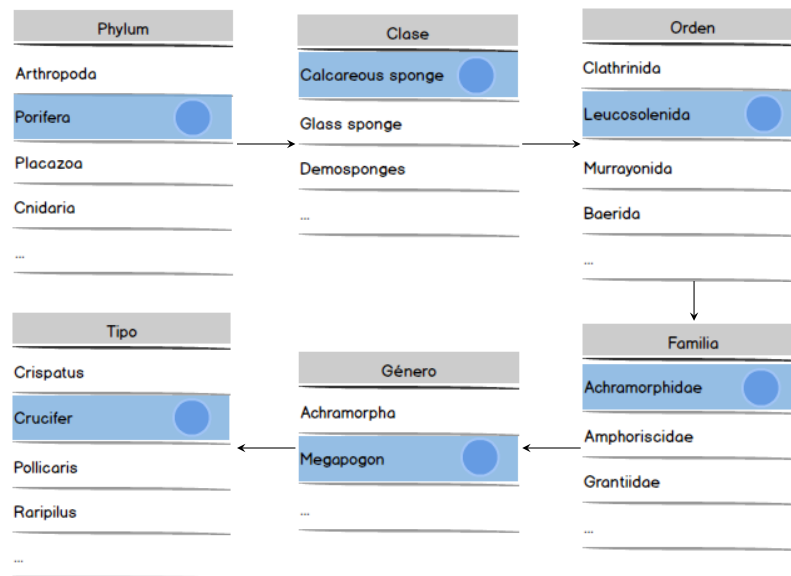 Phylum
Arthropoda
Porifera
Placazoa
Cnidaria
...
Clase
Calcareous sponge
Glass sponge
Demosponges
...
Orden
Clathrinida
Leucosolenida
Murrayonida
Baerida
...
Familia
Achramorphidae
Amphoriscidae
Grantiidae
...
Género
Achramorpha
Megapogon
...
Tipo
Crispatus
Crucifer
Pollicaris
Raripilus
...